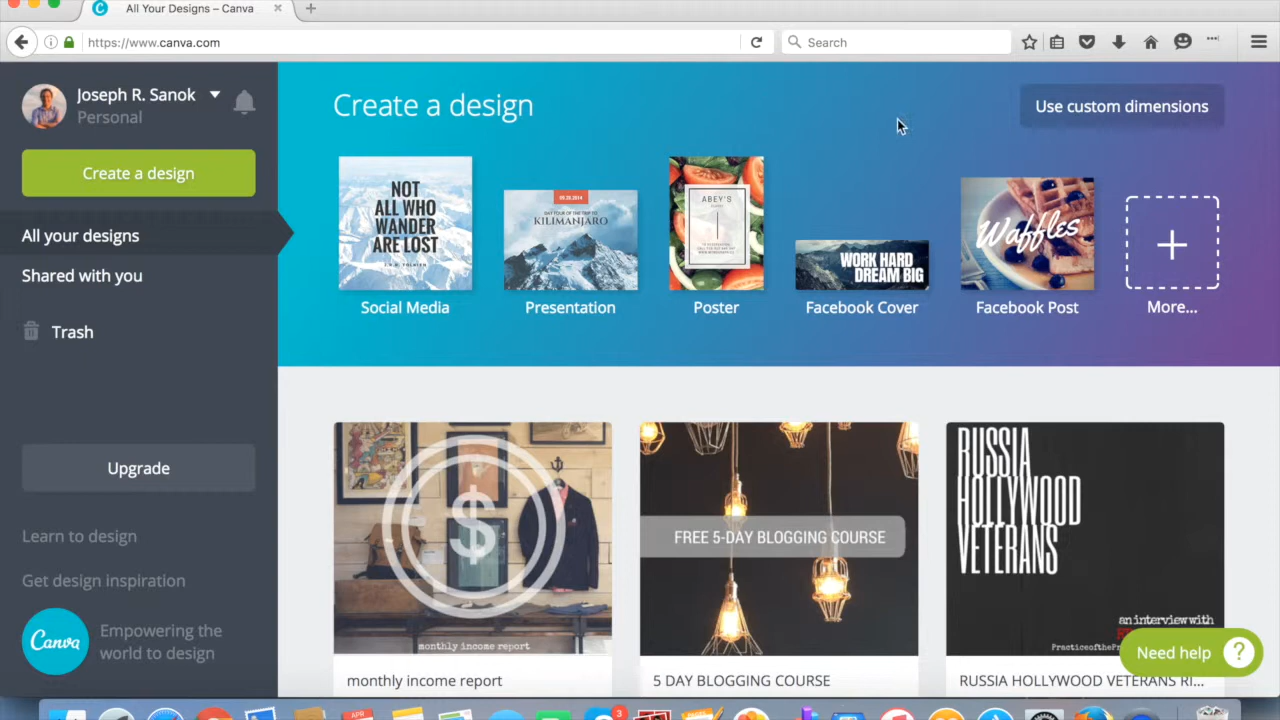 All Your Designs – Canva
https://www.canva.com
Search
Joseph R. Sanok
Personal
Create a design
All your designs
Shared with you
Trash
Upgrade
Learn to design
Get design inspiration
Canva
Empowering the
world to design
Create a design
Use custom dimensions
NOT
ALL WHO
WANDER
ARE LOST
KILIMANJARO
ABEY'S
WORK HARD
DREAM BIG
Waffles
Social Media
Presentation
Poster
Facebook Cover
Facebook Post
More...
$
monthly income report
FREE 5-DAY BLOGGING COURSE
RUSSIA
HOLLYWOOD
VETERANS
an interview with
monthly income report
5 DAY BLOGGING COURSE
RUSSIA HOLLYWOOD VETERANS RI...
Need help ?
APR
3